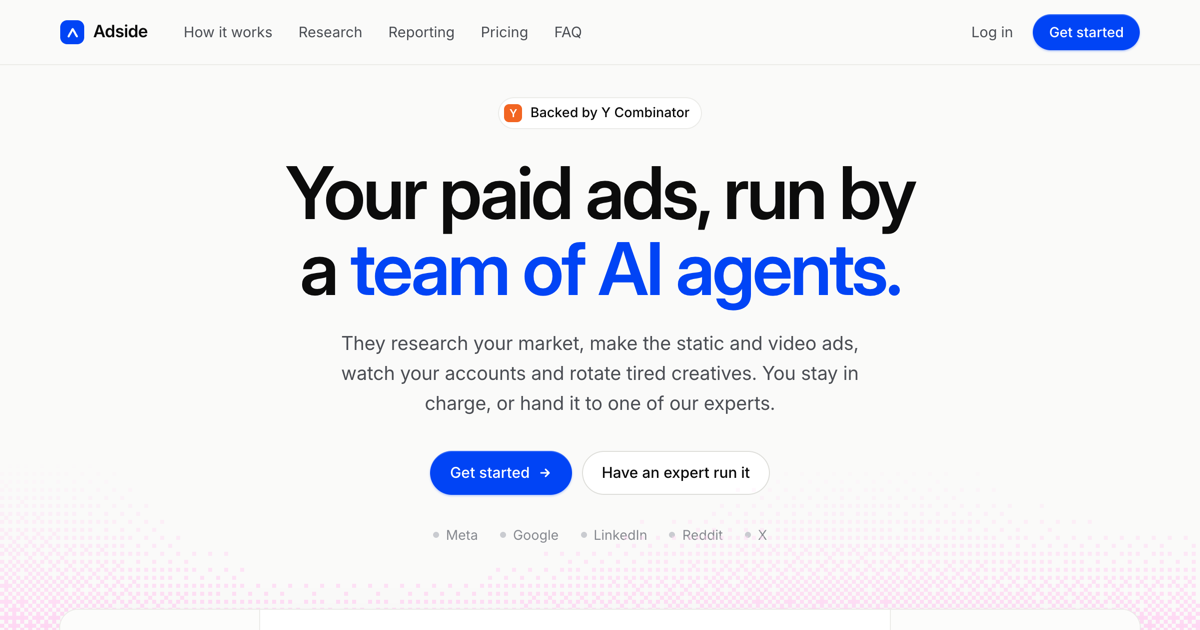 Adside
How it works
Research
Reporting
Pricing
FAQ
Log in
Get started
Y
Backed by Y Combinator
Your paid ads, run by
a team of AI agents.
They research your market, make the static and video ads,
watch your accounts and rotate tired creatives. You stay in
charge, or hand it to one of our experts.
Get started →
Have an expert run it
Meta
Google
LinkedIn
Reddit
X